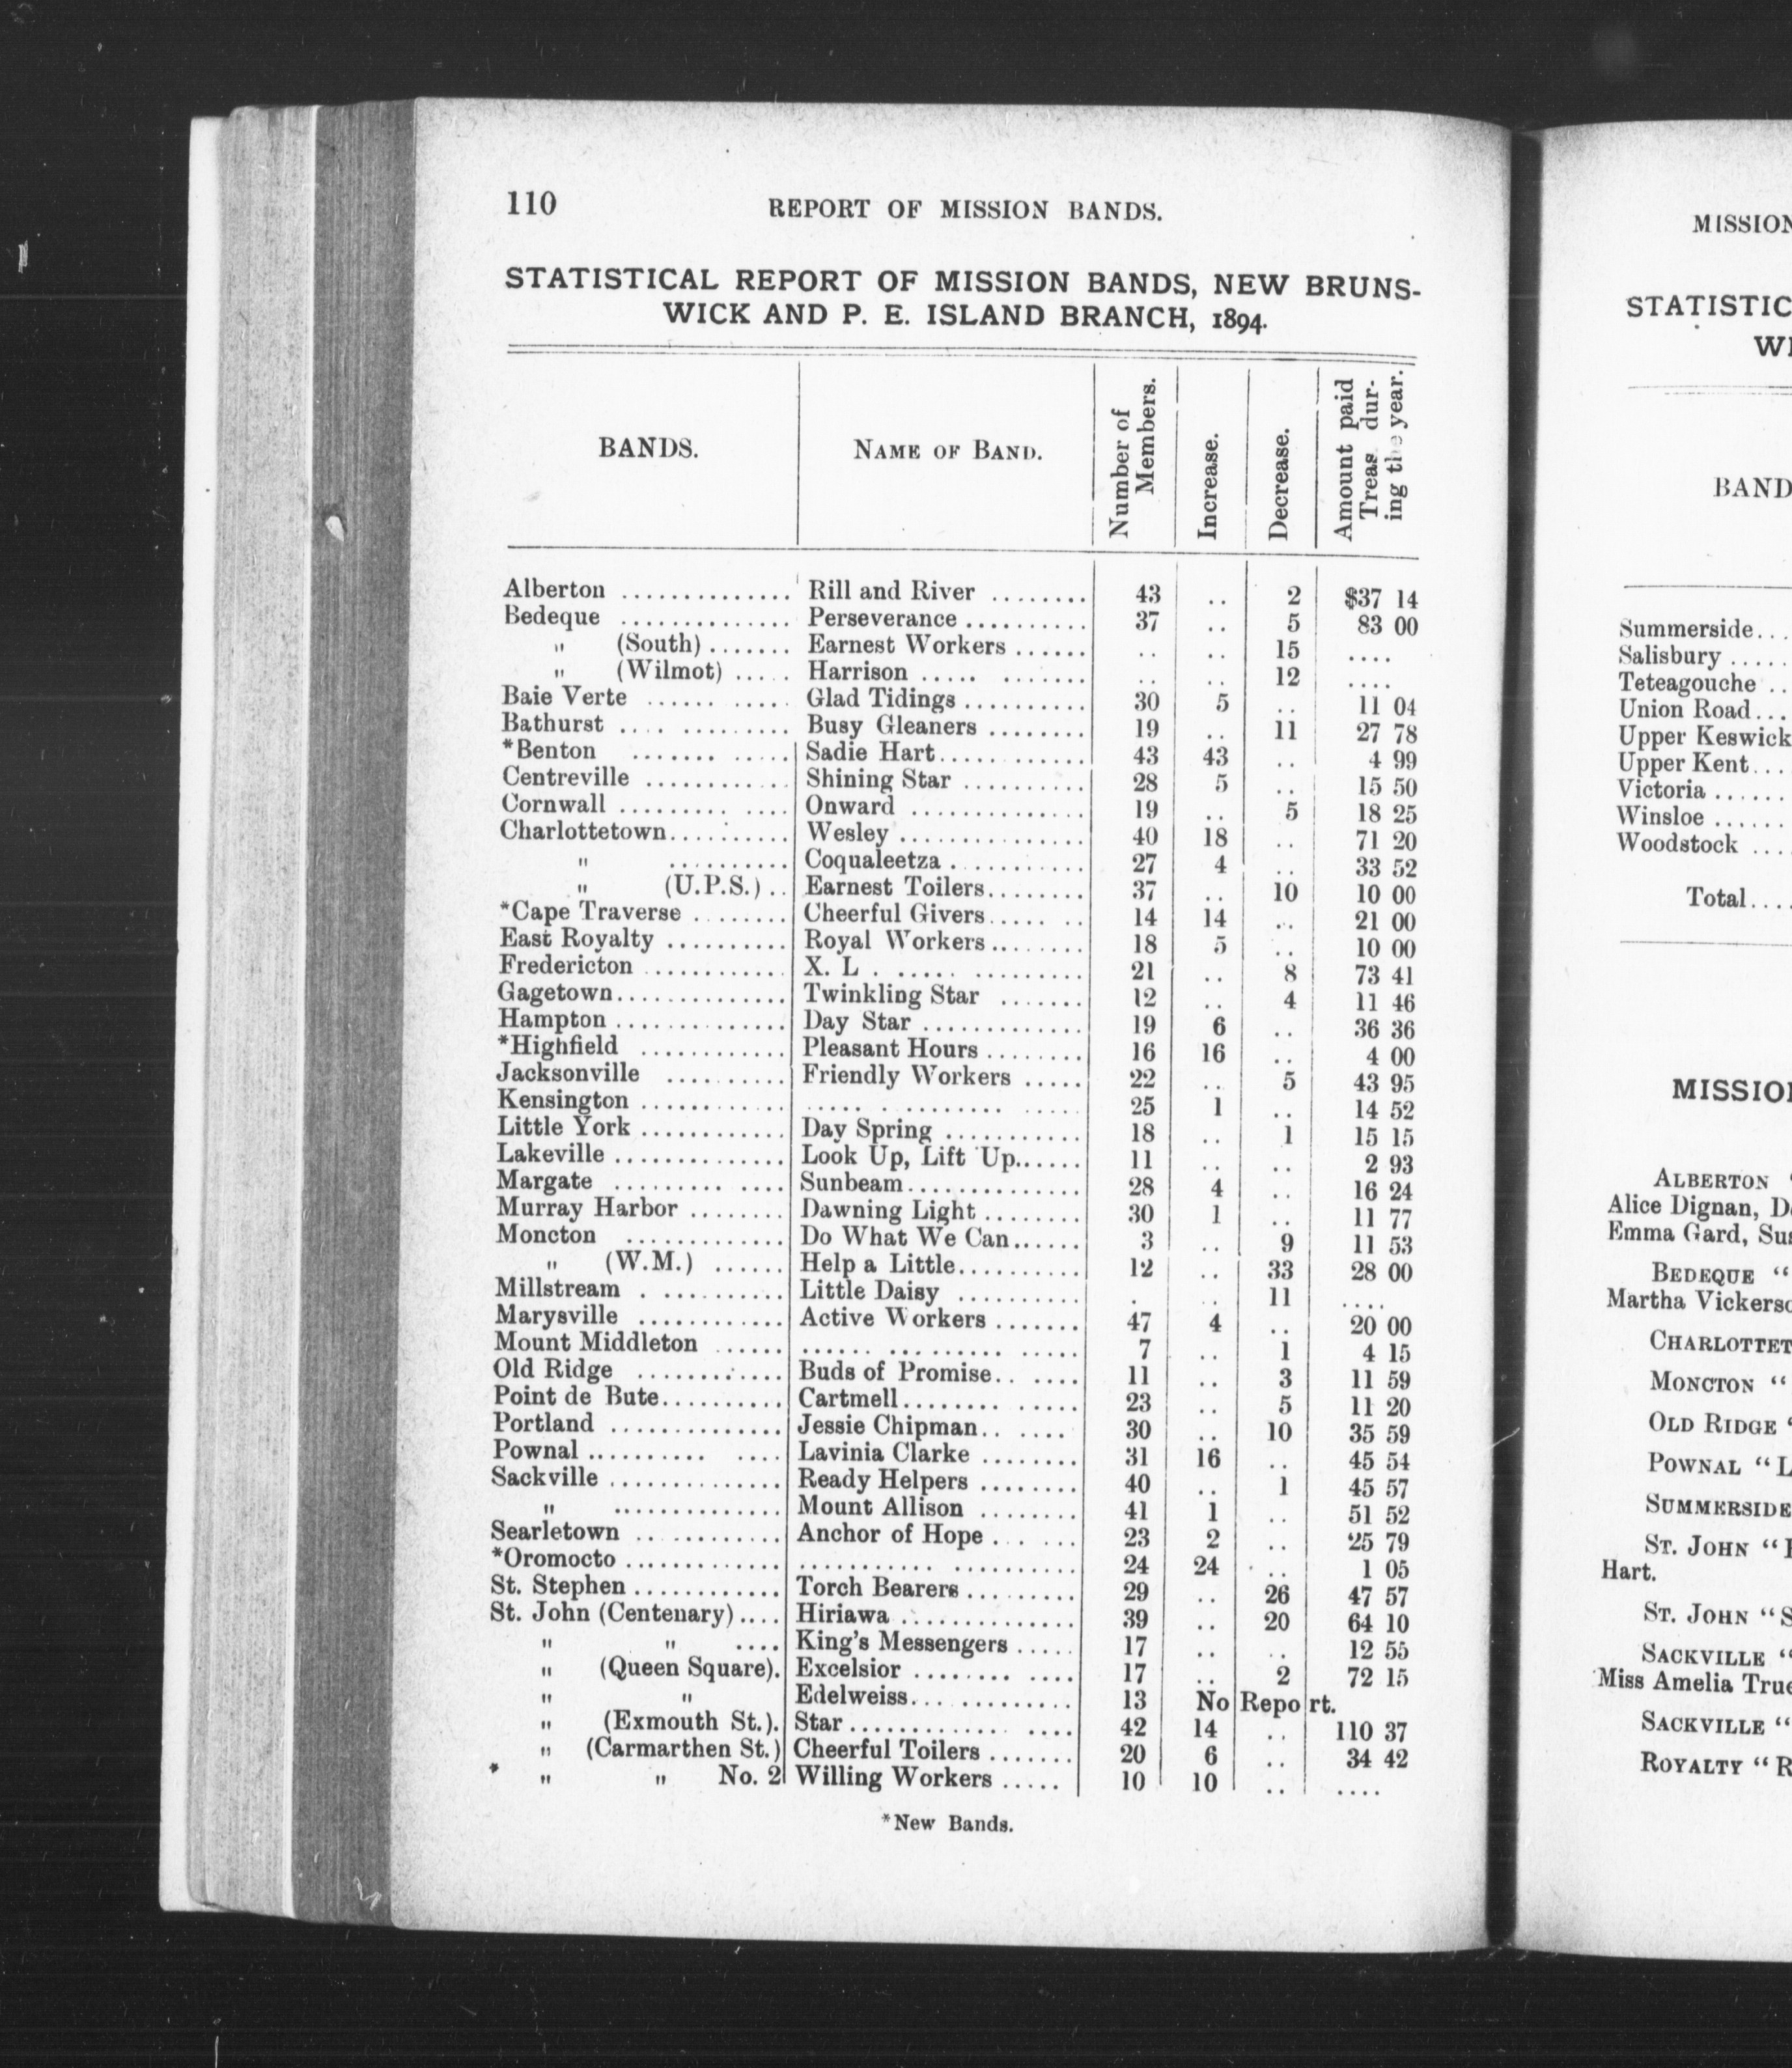 110 REPORT OF MISSION BANDS.
STATISTICAL REPORT OF MISSION BANDS, NEW BRUNS-
WICK AND P. E. ISLAND BRANCH, 1894.
BANDS. NAME OF BAND. Number of Members. Increase. Decrease. Amount paid Treas. dur- ing the year.
Alberton .............. Rill and River ........ 43 .. 2 $37 14
Bedeque .............. Perseverance .......... 37 .. 5 83 00
" (South) ....... Earnest Workers ...... .. .. 15 ....
" (Wilmot) ..... Harrison ..... ....... .. .. 12 ....
Baie Verte ...... ..... Glad Tidings .......... 30 5 .. 11 04
Bathurst .... ......... Busy Gleaners ........ 19 .. 11 27 78
*Benton ....... ..... Sadie Hart............ 43 43 .. 4 99
Centreville ............ Shining Star .......... 28 5 .. 15 50
Cornwall ......... .... Onward ............... 19 .. 5 18 25
Charlottetown.......... Wesley ................ 40 18 .. 71 20
" .......... Coqualeetza ............ 27 4 .. 33 52
" (U.P.S.) .. Earnest Toilers........ 37 .. 10 10 00
*Cape Traverse ........ Cheerful Givers..... .. 14 14 .. 21 00
East Royalty .......... Royal Workers........ 18 5 .. 10 00
Fredericton ............ X. L . ..... ......... 21 .. 8 73 41
Gagetown.............. Twinkling Star ....... 12 .. 4 11 46
Hampton .............. Day Star ............. 19 6 .. 36 36
*Highfield ............ Pleasant Hours ........ 16 16 .. 4 00
Jacksonville .......... Friendly Workers ..... 22 .. 5 43 95
Kensington ............ ..... . ........ ..... 25 1 .. 14 52
Little York ............ Day Spring ........... 18 .. 1 15 15
Lakeville .............. Look Up, Lift Up...... 11 .. .. 2 93
Margate ......... .... Sunbeam.............. 28 4 .. 16 24
Murray Harbor ........ Dawning Light ........ 30 1 .. 11 77
Moncton ............. Do What We Can...... 3 .. 9 11 53
" (W.M.) ...... Help a Little.......... 12 .. 33 28 00
Millstream . .......... Little Daisy .......... . .. 11 ....
Marysville ............ Active Workers ....... 47 4 .. 20 00
Mount Middleton ...... ...... ......... ..... 7 .. 1 4 15
Old Ridge ............ Buds of Promise.. .... 11 .. 3 11 59
Point de Bute.......... Cartmell........ ..... 23 .. 5 11 20
Portland .............. Jessie Chipman.. .... 30 .. 10 35 59
Pownal .......... .... Lavinia Clarke ........ 31 16 .. 45 54
Sackville .............. Ready Helpers ........ 40 .. 1 45 57
" .............. Mount Allison ........ 41 1 .. 51 52
Searletown ............ Anchor of Hope ... ... 23 2 .. 25 79
*Oromocto ............. ........... .......... 24 24 .. 1 05
St. Stephen ............ Torch Bearers ......... 29 .. 26 47 57
St. John (Centenary) .... Hiriawa .............. 39 .. 20 64 10
" " .... King's Messengers ..... 17 .. .. 12 55
" (Queen Square). Excelsior ........ .... 17 .. 2 72 15
" " Edelweiss... ........... 13 No Report.
" (Exmouth St.). Star ............. .... 42 14 .. 110 37
" (Carmarthen St.) Cheerful Toilers ....... 20 6 .. 34 42
* " " No. 2 Willing Workers ..... 10 10 .. ....
*New Bands.
MISSION
STATISTIC
WI
BAND
Summerside...
Salisbury .....
Teteagouche ..
Union Road...
Upper Keswick
Upper Kent...
Victoria ......
Winsloe ......
Woodstock ....
Total....
MISSION
ALBERTON "
Alice Dignan,
Emma Gard,
BEDEQUE "
Martha
CHARLOTTET
MONCTON "
OLD RIDGE "
POWNAL "L
SUMMERSIDE
ST. JOHN "
Hart.
ST. JOHN "S
SACKVILLE "
Miss Amelia True
SACKVILLE "
ROYALTY "R